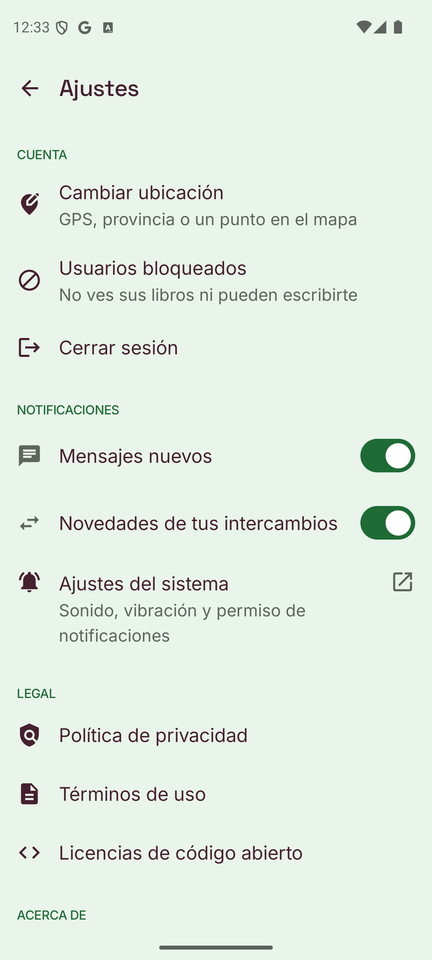 12:33
Ajustes
CUENTA
Cambiar ubicación
GPS, provincia o un punto en el mapa
Usuarios bloqueados
No ves sus libros ni pueden escribirte
Cerrar sesión
NOTIFICACIONES
Mensajes nuevos
Novedades de tus intercambios
Ajustes del sistema
Sonido, vibración y permiso de
notificaciones
LEGAL
Política de privacidad
Términos de uso
Licencias de código abierto
ACERCA DE